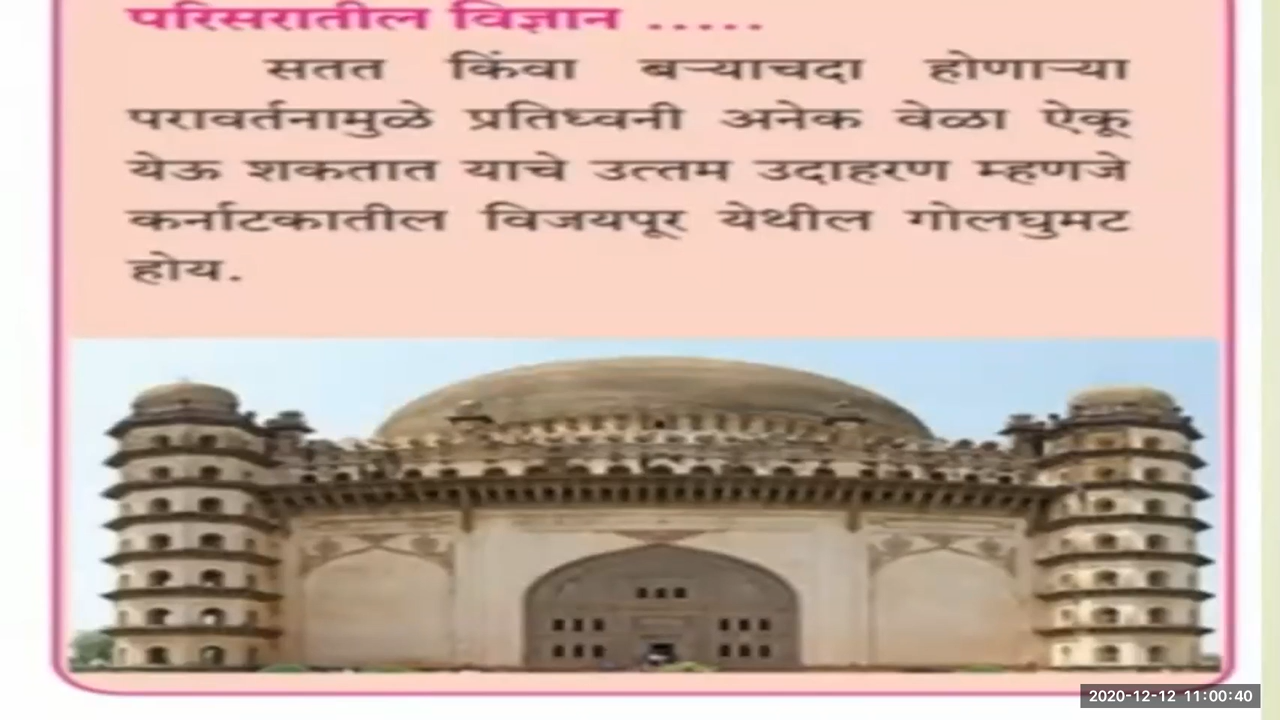 परिसरातील विज्ञान .....
सतत किंवा बऱ्याचदा होणाऱ्या
परावर्तनामुळे प्रतिध्वनी अनेक वेळा ऐकू
येऊ शकतात याचे उत्तम उदाहरण म्हणजे
कर्नाटकातील विजयपूर येथील गोलघुमट
होय.
2020-12-12 11:00:40